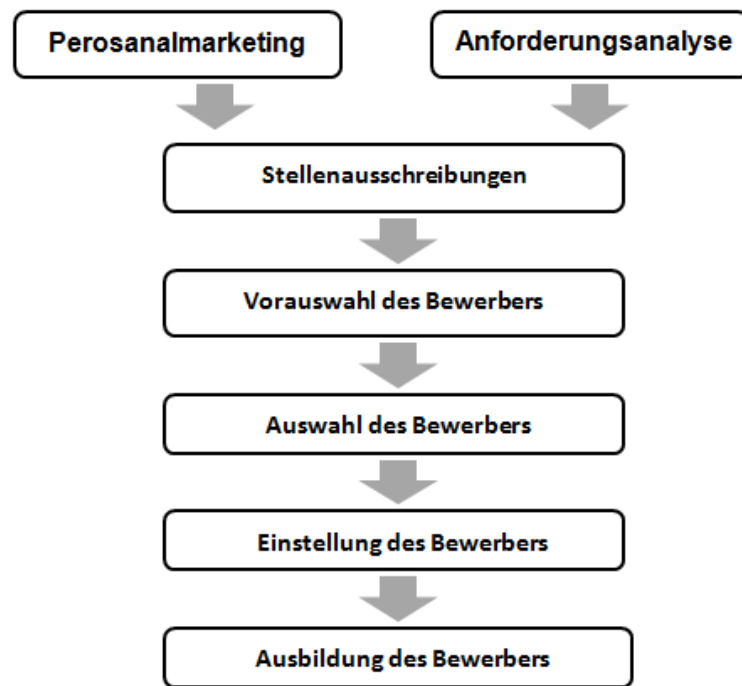 Perosanalmarketing
Anforderungsanalyse
Stellenausschreibungen
Vorauswahl des Bewerbers
Auswahl des Bewerbers
Einstellung des Bewerbers
Ausbildung des Bewerbers